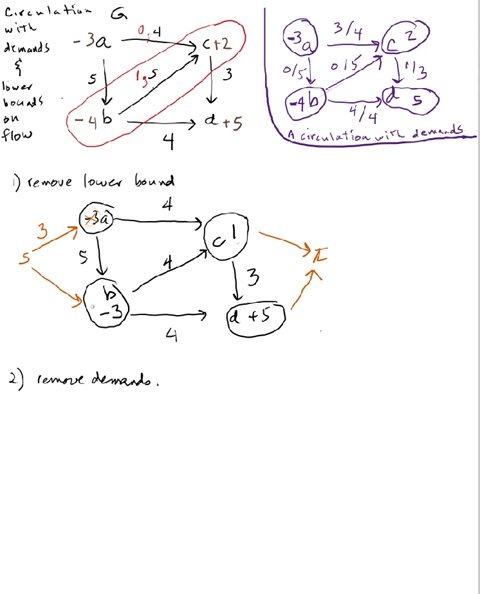 Circulation G
with
demands
&
lower
bounds
on
flow
-3a
0,4
c+2
5
1,5
3
-4b
4
d+5
-3a
3/4
c 2
0/5
0/5
1/3
-4b
4/4
d 5
A circulation with demands
1) remove lower bound
-3a
4
c 1
3
s
5
4
3
t
b
-3
4
d +5
2) remove demands.